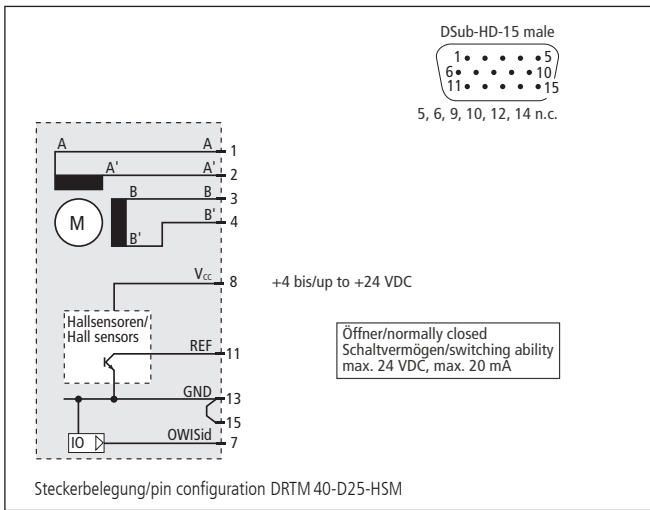 DSub-HD-15 male
1 5
6 10
11 15
5, 6, 9, 10, 12, 14 n.c.
A A 1
A' A' 2
B B 3
M B' B' 4
Vcc 8 +4 bis/up to +24 VDC
Hallsensoren/
Hall sensors
REF 11
Öffner/normally closed
Schaltvermögen/switching ability
max. 24 VDC, max. 20 mA
GND 13
15
IO OWISid 7
Steckerbelegung/pin configuration DRTM 40-D25-HSM